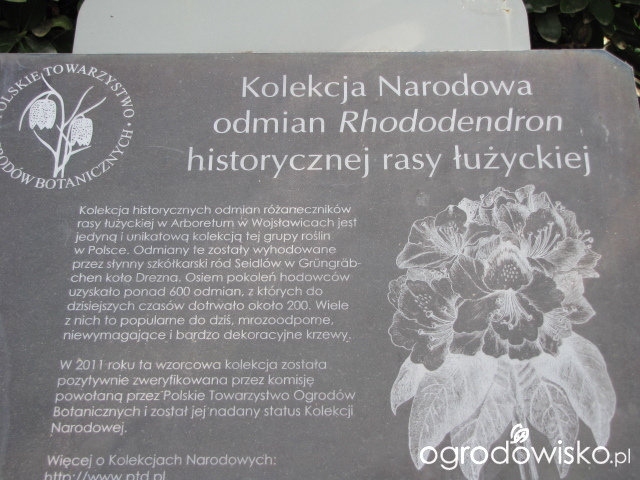 POLSKIE TOWARZYSTWO
OGRODÓW BOTANICZNYCH
Kolekcja Narodowa
odmian Rhododendron
historycznej rasy łużyckiej
Kolekcja historycznych odmian różaneczników
rasy łużyckiej w Arboretum w Wojsławicach jest
jedyną i unikatową kolekcją tej grupy roślin
w Polsce. Odmiany te zostały wyhodowane
przez słynny szkółkarski ród Seidlów w Grüngräb-
chen koło Drezna. Osiem pokoleń hodowców
uzyskało ponad 600 odmian, z których do
dzisiejszych czasów dotrwało około 200. Wiele
z nich to popularne do dziś, mrozoodporne,
niewymagające i bardzo dekoracyjne krzewy.
W 2011 roku ta wzorcowa kolekcja została
pozytywnie zweryfikowana przez komisję
powołaną przez Polskie Towarzystwo Ogrodów
Botanicznych i został jej nadany status Kolekcji
Narodowej.
Więcej o Kolekcjach Narodowych:
http://www.ptd.pl
ogrodowisko.pl